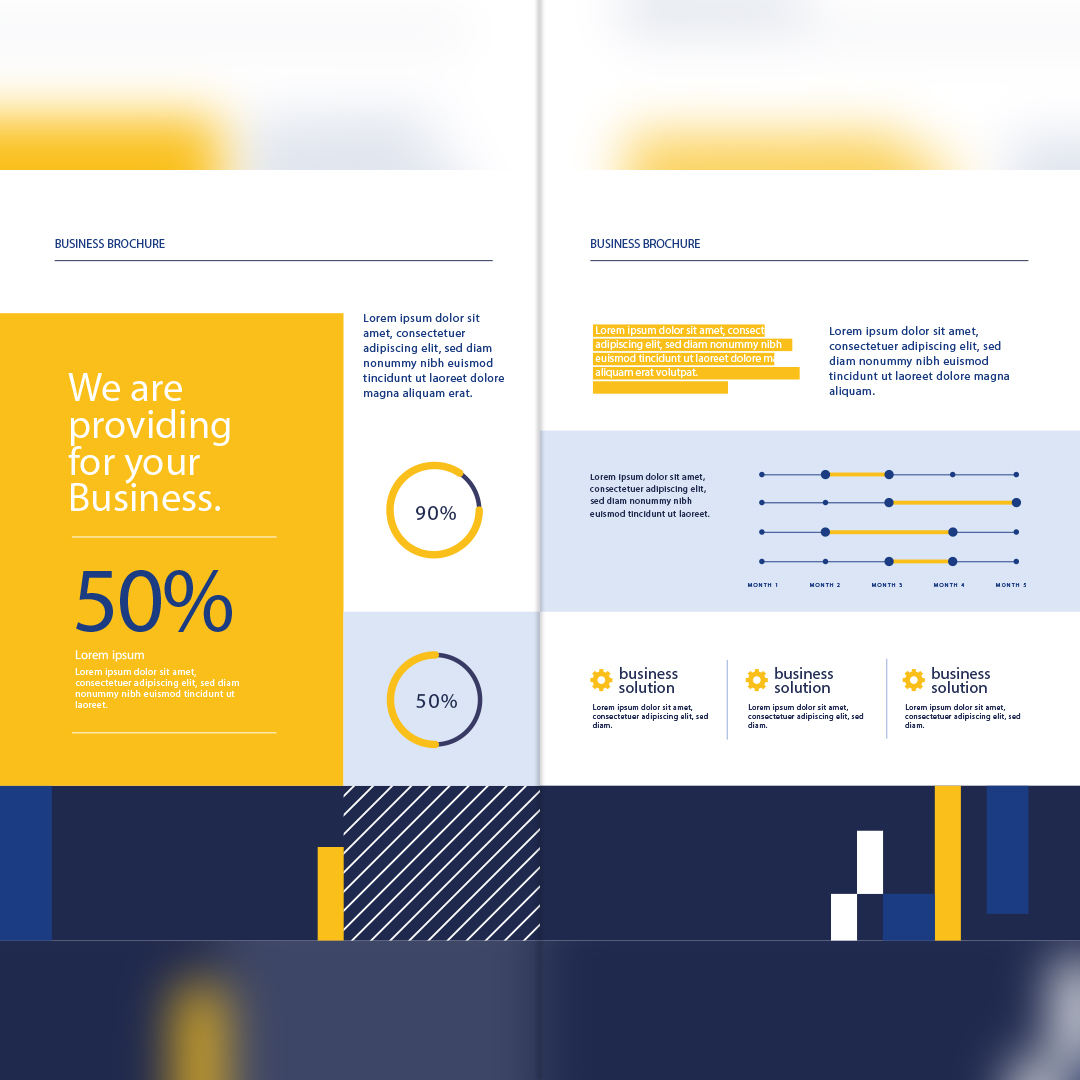 BUSINESS BROCHURE
We are
providing
for your
Business.
50%
Lorem ipsum
Lorem ipsum dolor sit amet,
consectetuer adipiscing elit, sed diam
nonummy nibh euismod tincidunt ut
laoreet.
Lorem ipsum dolor sit
amet, consectetuer
adipiscing elit, sed diam
nonummy nibh euismod
tincidunt ut laoreet dolore
magna aliquam erat.
90%
50%
BUSINESS BROCHURE
Lorem ipsum dolor sit amet, consect
adipiscing elit, sed diam nonummy nibh
euismod tincidunt ut laoreet dolore
aliquam erat volutpat.
Lorem ipsum dolor sit amet,
consectetuer adipiscing elit, sed
diam nonummy nibh euismod
tincidunt ut laoreet dolore magna
aliquam.
Lorem ipsum dolor sit amet,
consectetuer adipiscing elit,
sed diam nonummy nibh
euismod tincidunt ut laoreet.
MONTH 1 MONTH 2 MONTH 3 MONTH 4 MONTH 5
business
solution
Lorem ipsum dolor sit amet,
consectetuer adipiscing elit, sed
diam.
business
solution
Lorem ipsum dolor sit amet,
consectetuer adipiscing elit, sed
diam.
business
solution
Lorem ipsum dolor sit amet,
consectetuer adipiscing elit, sed
diam.